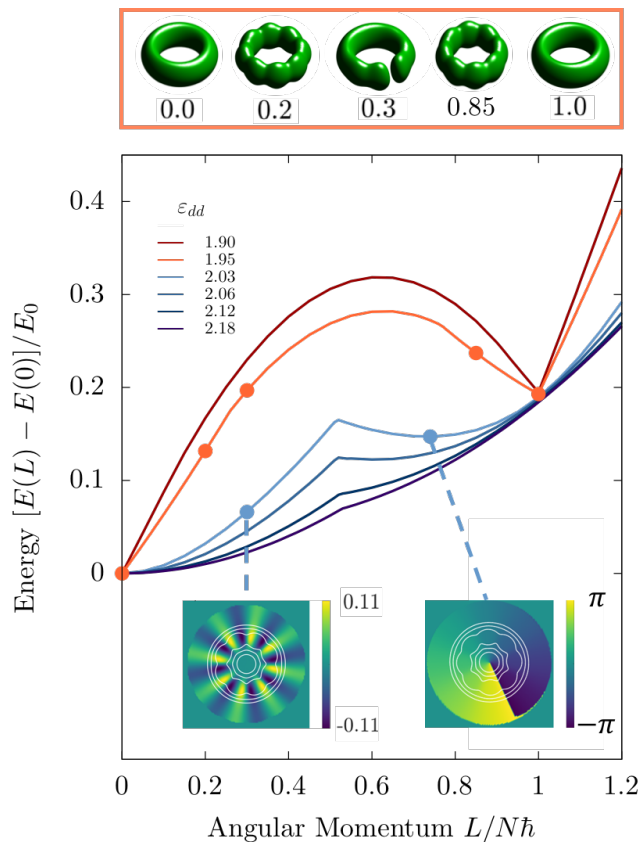 0.0 0.2 0.3 0.85 1.0
0.4
0.3
0.2
0.1
0
ε_dd
1.90
1.95
2.03
2.06
2.12
2.18
Energy [E(L) − E(0)]/E₀
0.11
-0.11
π
−π
0 0.2 0.4 0.6 0.8 1 1.2
Angular Momentum L/Nħ